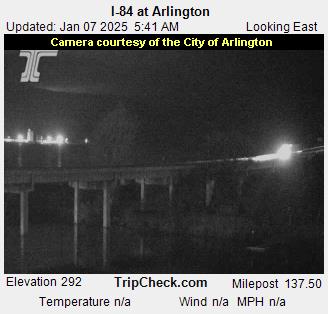 I-84 at Arlington
Updated: Jan 07 2025 5:41 AM Looking East
Camera courtesy of the City of Arlington
Elevation 292 TripCheck.com Milepost 137.50
Temperature n/a Wind n/a MPH n/a